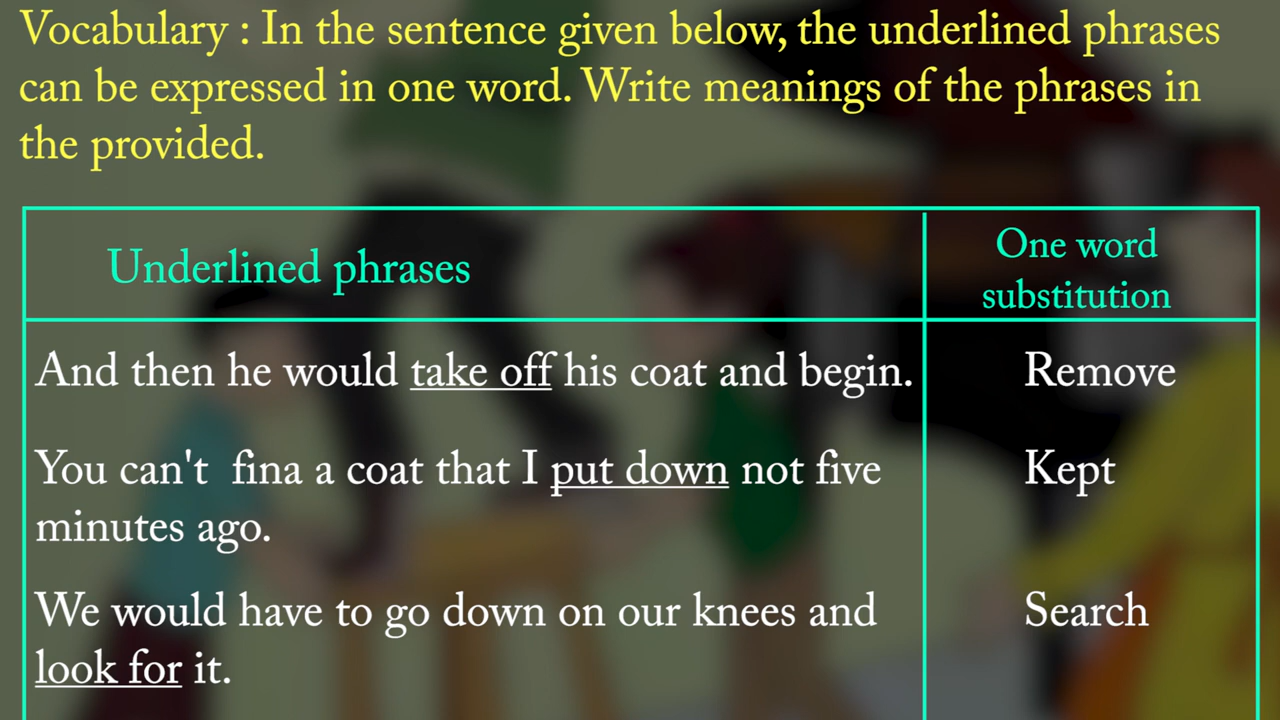 Vocabulary : In the sentence given below, the underlined phrases
can be expressed in one word. Write meanings of the phrases in
the provided.
Underlined phrases
One word
substitution
And then he would take off his coat and begin.
Remove
You can't fina a coat that I put down not five
minutes ago.
Kept
We would have to go down on our knees and
look for it.
Search